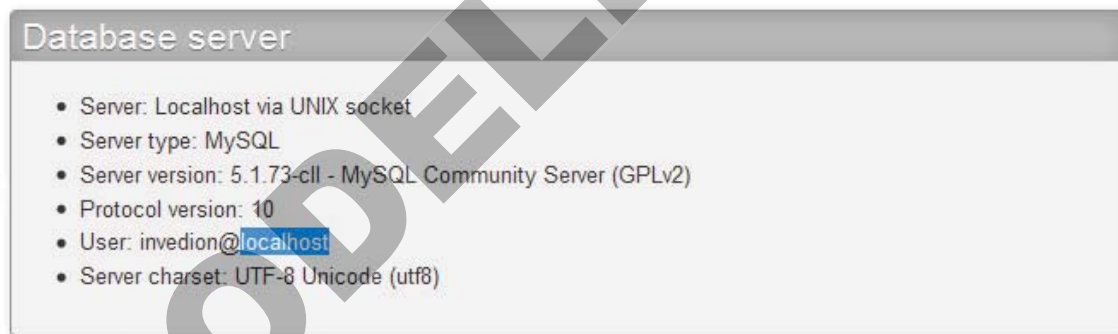 Database server
Server: Localhost via UNIX socket
Server type: MySQL
Server version: 5.1.73-cll - MySQL Community Server (GPLv2)
Protocol version: 10
User: invedion@localhost
Server charset: UTF-8 Unicode (utf8)